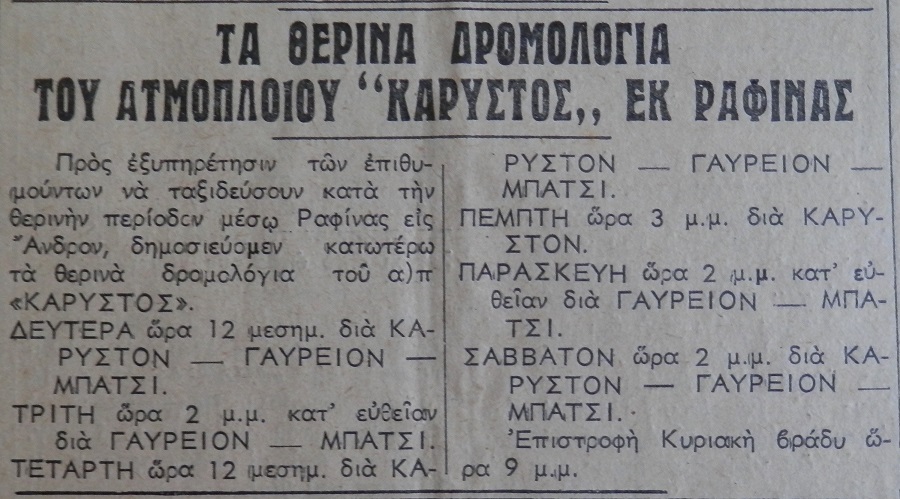 ΤΑ ΘΕΡΙΝΑ ΔΡΟΜΟΛΟΓΙΑ
ΤΟΥ ΑΤΜΟΠΛΟΙΟΥ “ΚΑΡΥΣΤΟΣ,, ΕΚ ΡΑΦΙΝΑΣ
Πρὸς ἐξυπηρέτησιν τῶν ἐπιθυ-
μούντων νὰ ταξιδεύσουν κατὰ τὴν
θερινὴν περίοδον μέσῳ Ραφίνας εἰς
Ἄνδρον, δημοσιεύομεν κατωτέρω
τὰ θερινὰ δρομολόγια τοῦ α)π
«ΚΑΡΥΣΤΟΣ».
ΔΕΥΤΕΡΑ ὥρα 12 μεσημ. διὰ ΚΑ-
ΡΥΣΤΟΝ — ΓΑΥΡΕΙΟΝ —
ΜΠΑΤΣΙ.
ΤΡΙΤΗ ὥρα 2 μ.μ. κατ’ εὐθεῖαν
διὰ ΓΑΥΡΕΙΟΝ — ΜΠΑΤΣΙ.
ΤΕΤΑΡΤΗ ὥρα 12 μεσημ. διὰ ΚΑ-
ΡΥΣΤΟΝ — ΓΑΥΡΕΙΟΝ —
ΜΠΑΤΣΙ.
ΠΕΜΠΤΗ ὥρα 3 μ.μ. διὰ ΚΑΡΥ-
ΣΤΟΝ.
ΠΑΡΑΣΚΕΥΗ ὥρα 2 μ.μ. κατ’ εὐ-
θεῖαν διὰ ΓΑΥΡΕΙΟΝ — ΜΠΑ-
ΤΣΙ.
ΣΑΒΒΑΤΟΝ ὥρα 2 μ.μ. διὰ ΚΑ-
ΡΥΣΤΟΝ — ΓΑΥΡΕΙΟΝ —
ΜΠΑΤΣΙ.
Ἐπιστροφὴ Κυριακὴ βράδυ ὥ-
ρα 9 μ.μ.